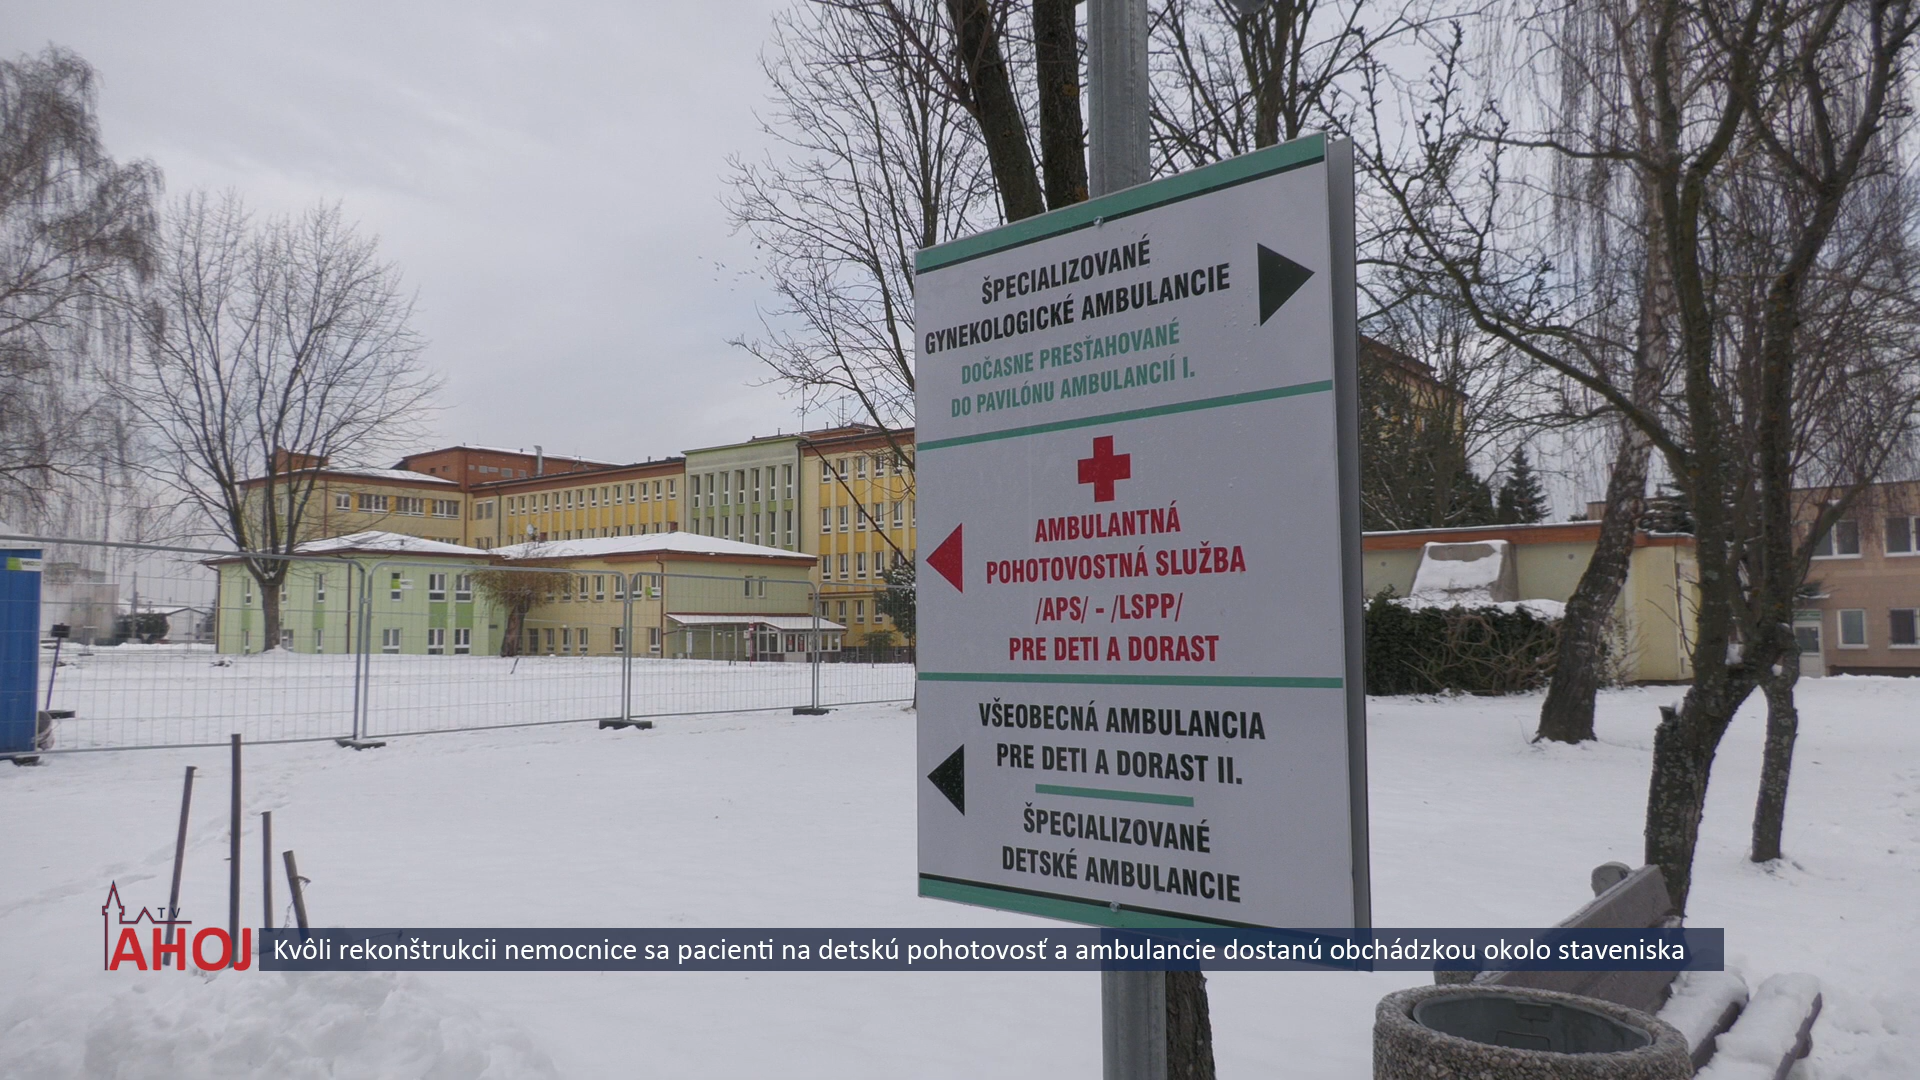 ŠPECIALIZOVANÉ
GYNEKOLOGICKÉ AMBULANCIE
DOČASNE PRESŤAHOVANÉ
DO PAVILÓNU AMBULANCIÍ I.
AMBULANTNÁ
POHOTOVOSTNÁ SLUŽBA
/APS/ - /LSPP/
PRE DETI A DORAST
VŠEOBECNÁ AMBULANCIA
PRE DETI A DORAST II.
ŠPECIALIZOVANÉ
DETSKÉ AMBULANCIE
TV
AHOJ
Kvôli rekonštrukcii nemocnice sa pacienti na detskú pohotovosť a ambulancie dostanú obchádzkou okolo staveniska